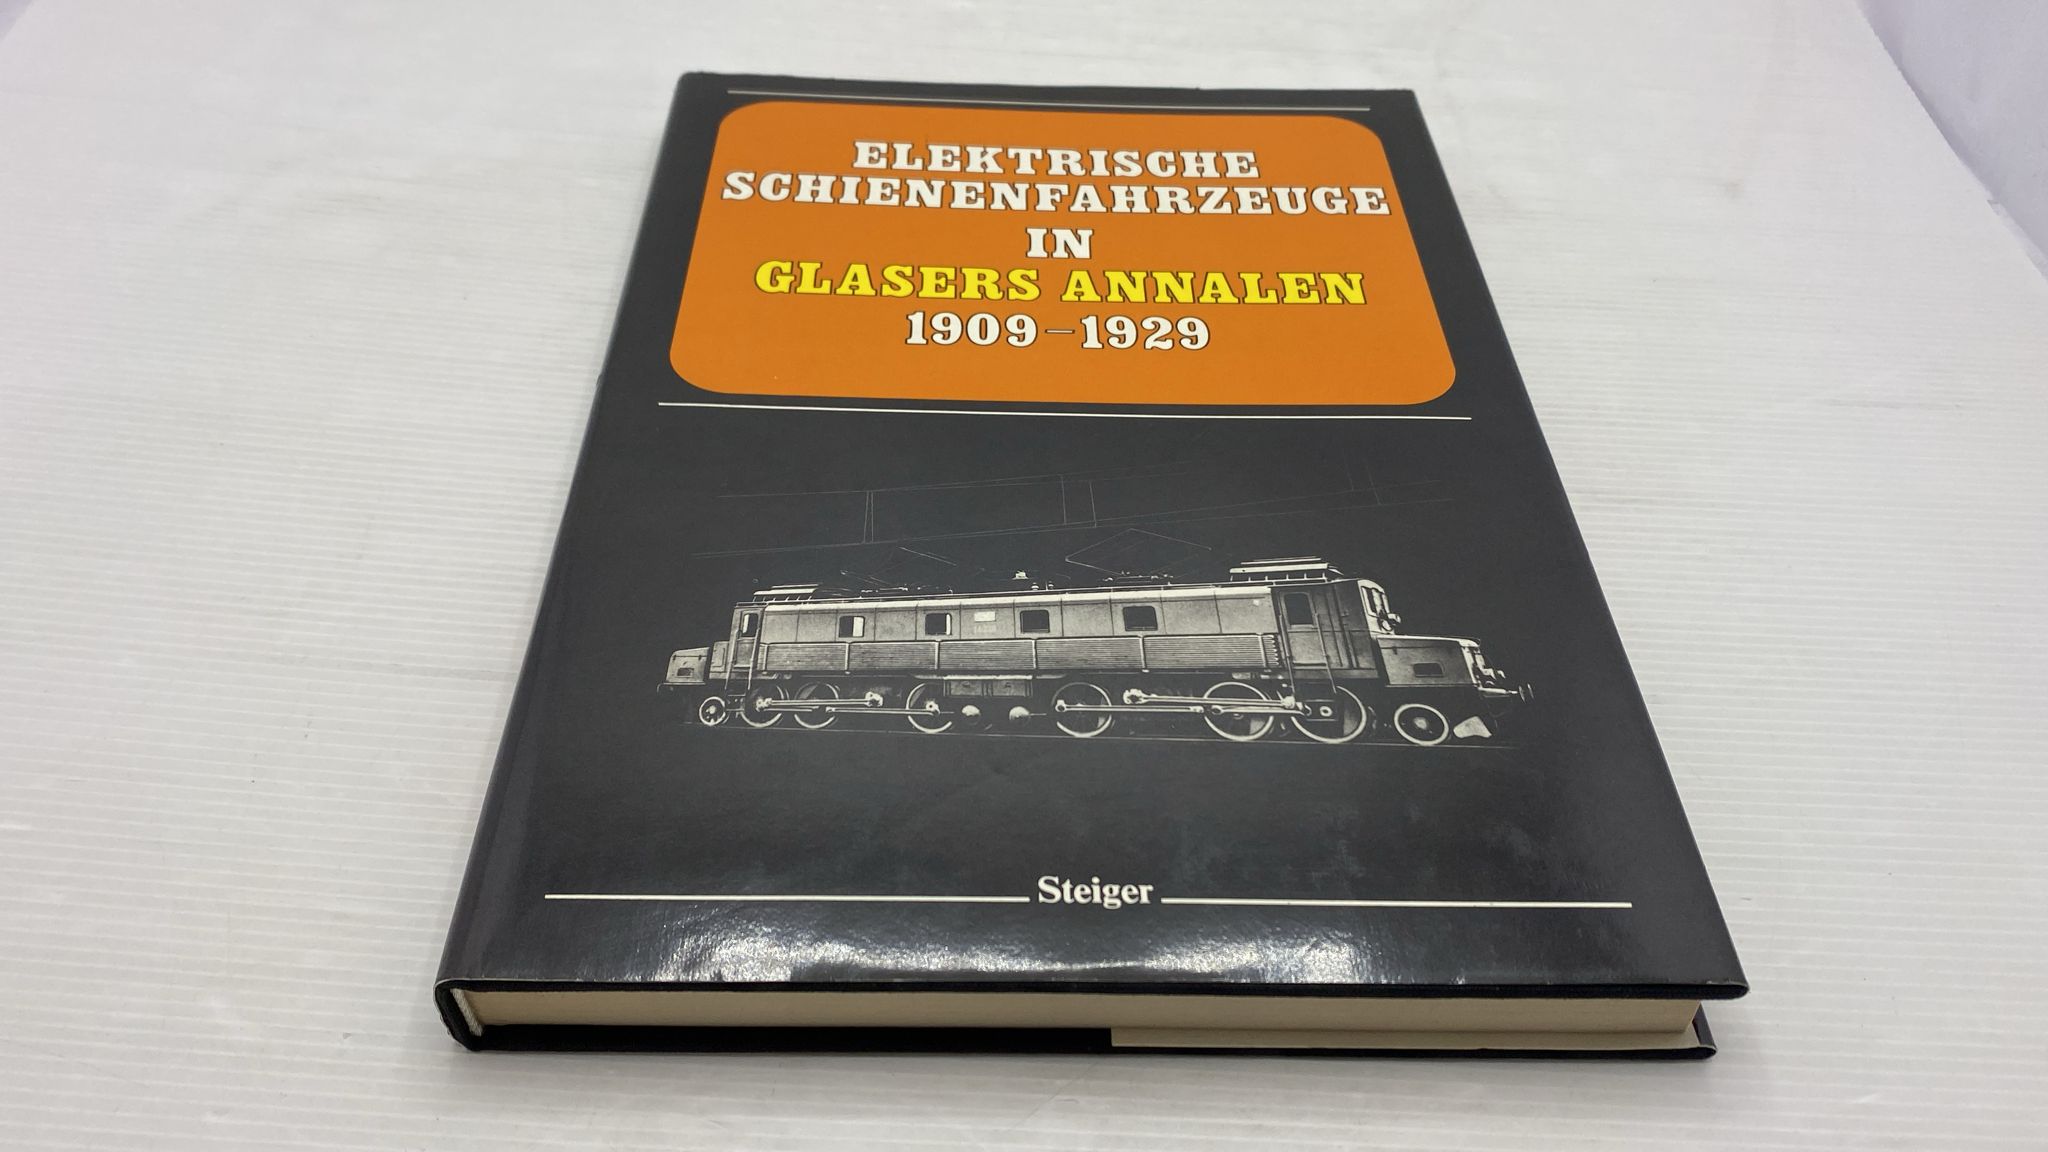 ELEKTRISCHE
SCHIENENFAHRZEUGE
IN
GLASERS ANNALEN
1909–1929
Steiger